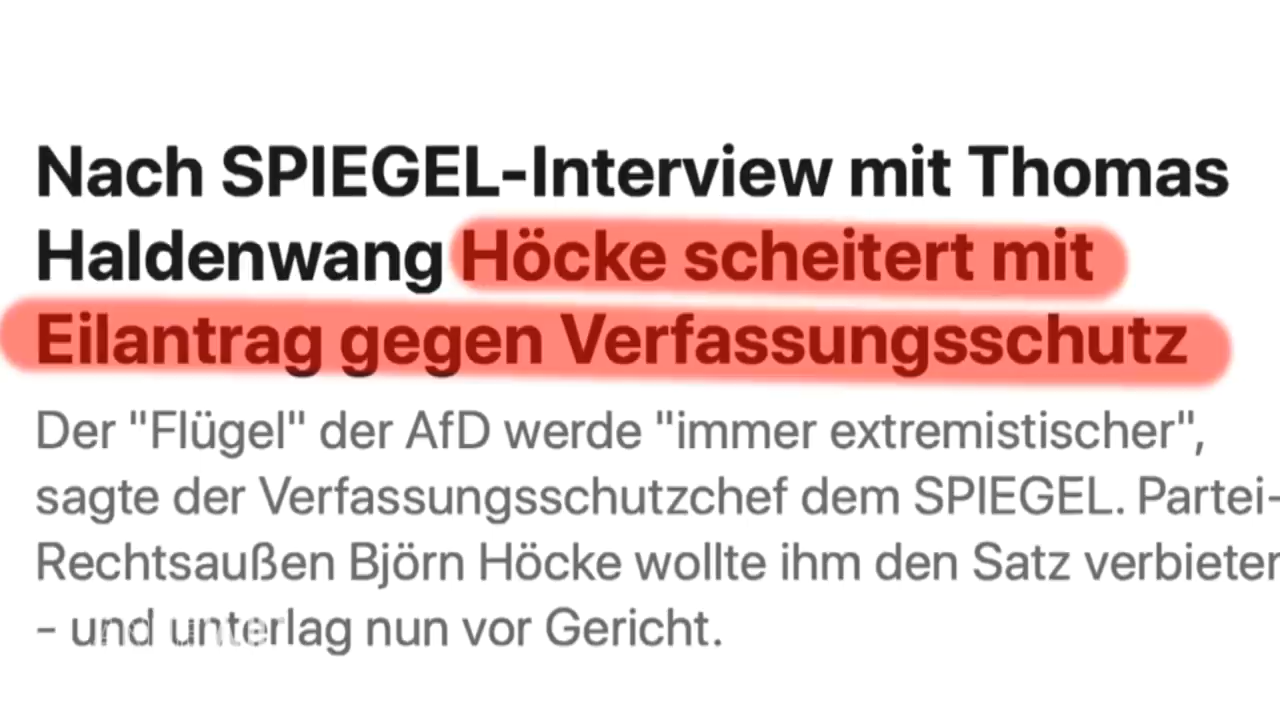 Nach SPIEGEL-Interview mit Thomas
Haldenwang Höcke scheitert mit
Eilantrag gegen Verfassungsschutz
Der "Flügel" der AfD werde "immer extremistischer",
sagte der Verfassungsschutzchef dem SPIEGEL. Partei-
Rechtsaußen Björn Höcke wollte ihm den Satz verbieten
– und unterlag nun vor Gericht.